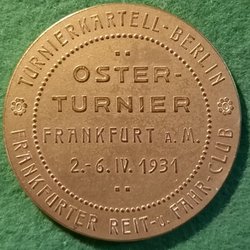 TURNIERKARTELL-BERLIN
OSTER-
TURNIER
FRANKFURT A.M.
2.-6.IV.1931
FRANKFURTER REIT-U.FAHR-CLUB